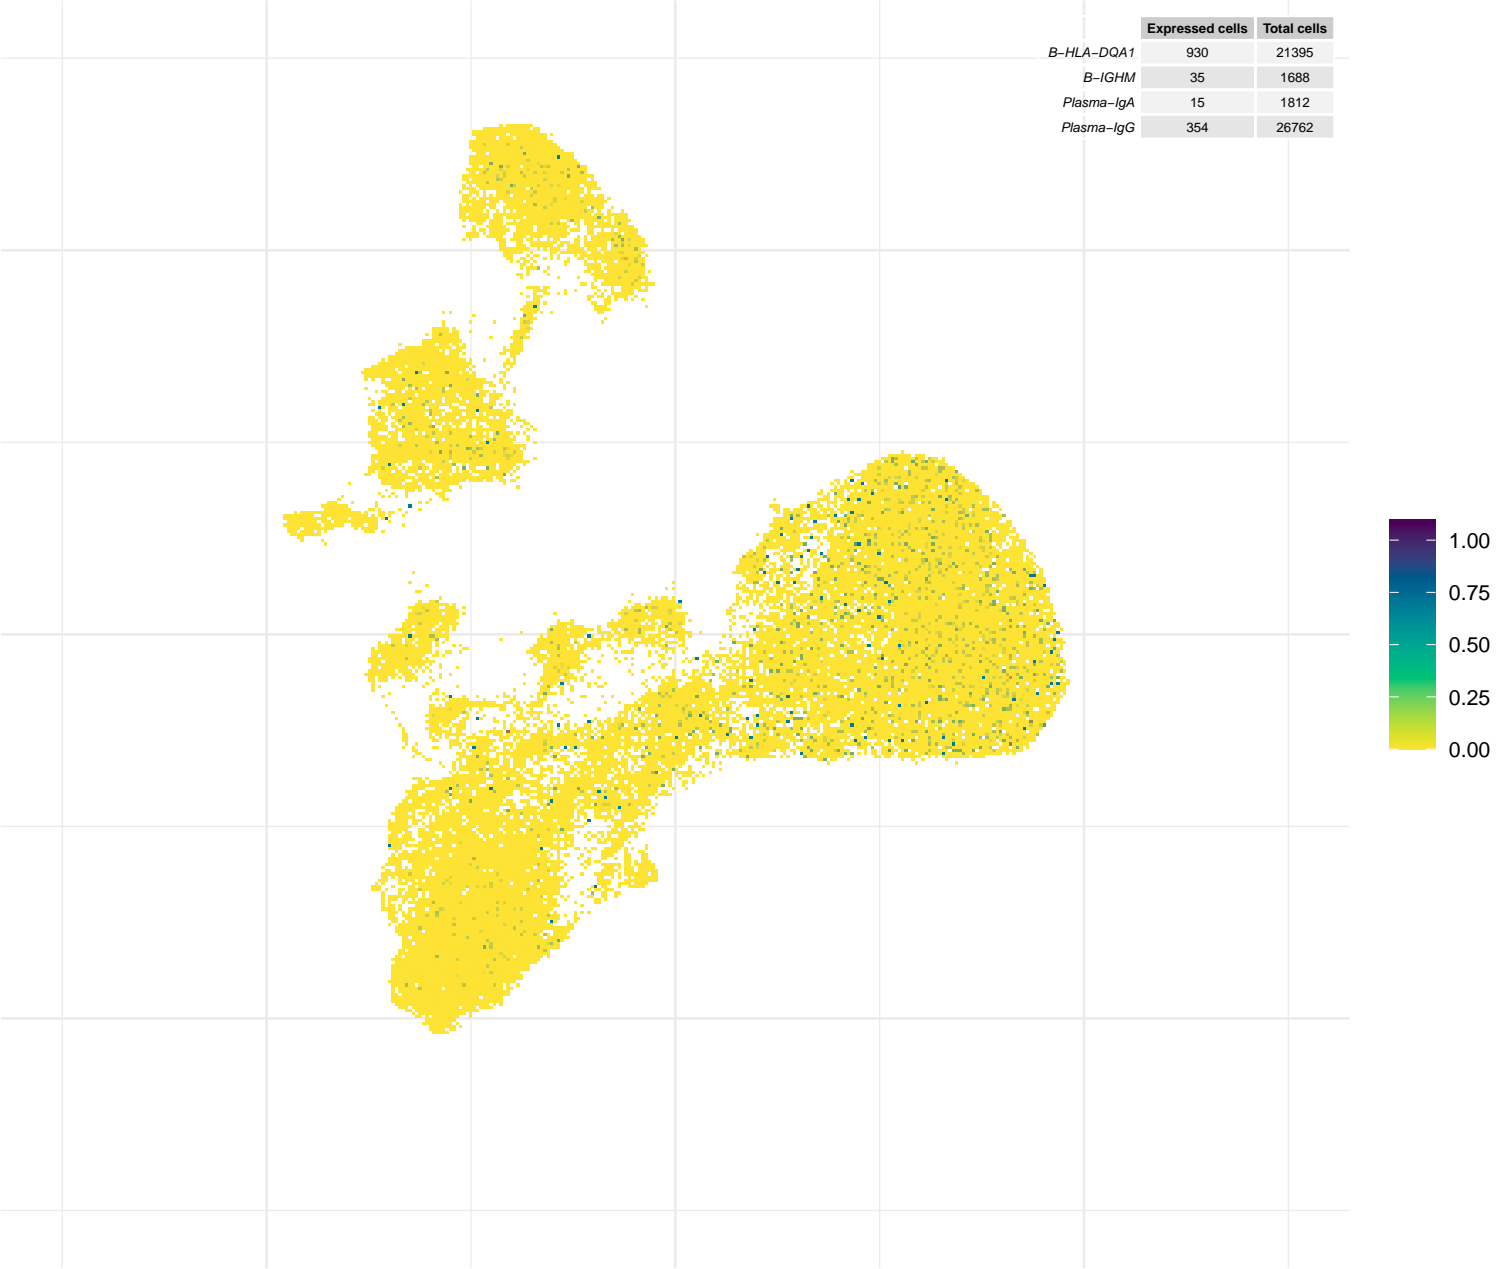 Expressed cells Total cells
B−HLA−DQA1 930 21395
B−IGHM 35 1688
Plasma−IgA 15 1812
Plasma−IgG 354 26762
1.00
0.75
0.50
0.25
0.00